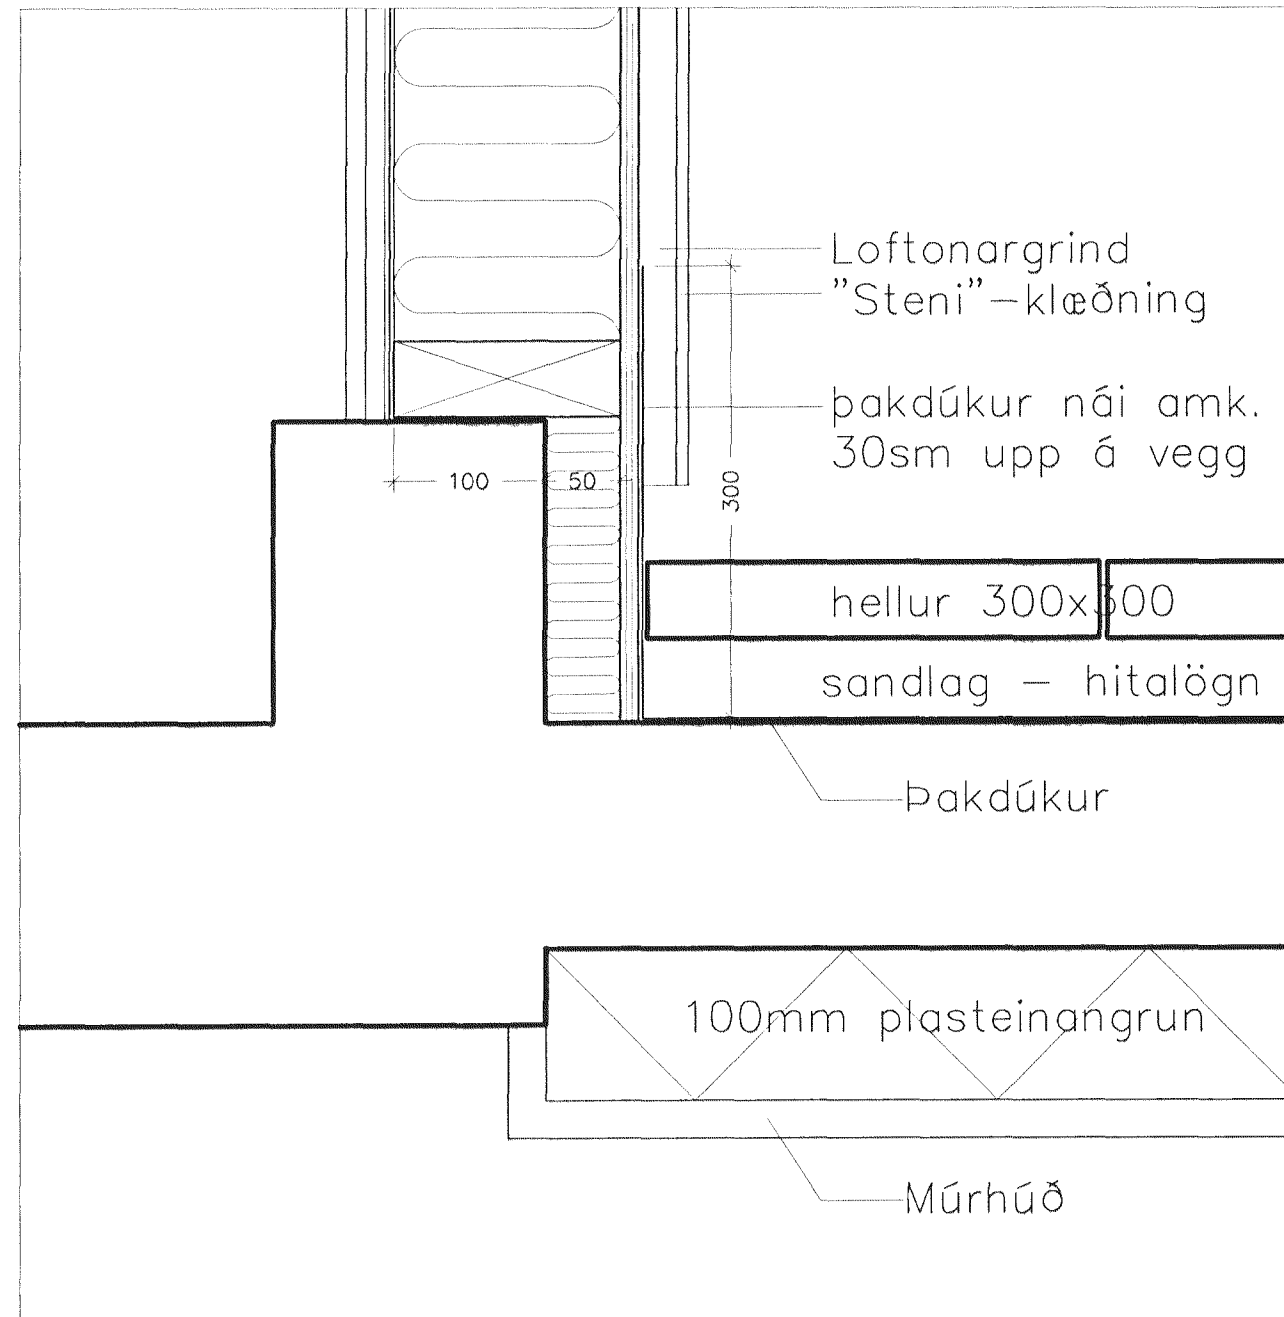 Loftonargrind
"Steni"-klæðning
þakdúkur nái amk.
30sm upp á vegg
100
50
300
hellur 300x300
sandlag - hitalögn
Þakdúkur
100mm plasteinangrun
Múrhúð